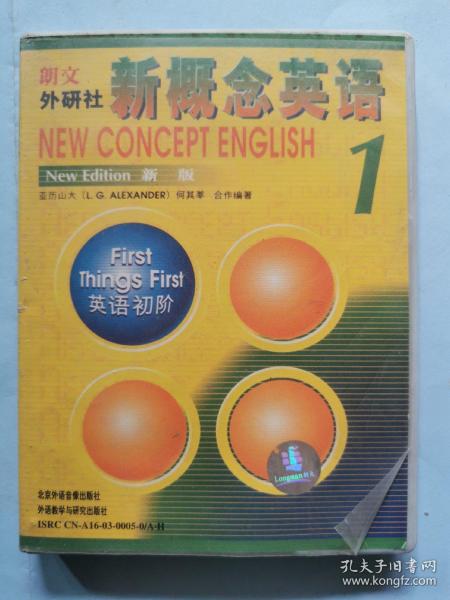 朗文
外研社
新概念英语
NEW CONCEPT ENGLISH
1
New Edition 新 版
亚历山大（L. G. ALEXANDER）何其莘 合作编著
First
Things First
英语初阶
Longman 朗文
北京外语音像出版社
外语教学与研究出版社
ISRC CN-A16-03-0005-0/A·H
孔夫子旧书网
www.kongfz.com